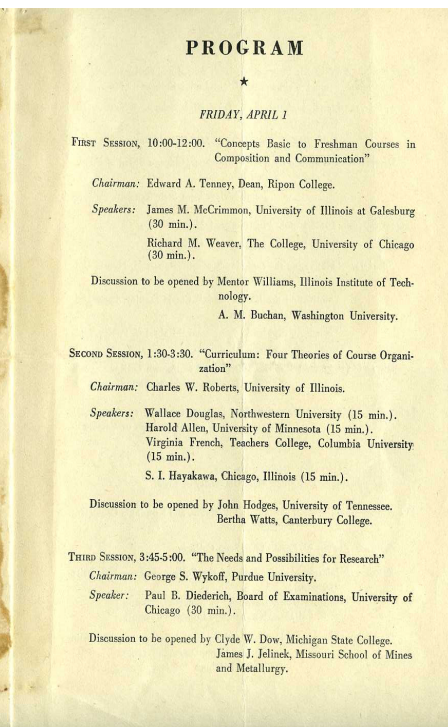 PROGRAM
★
FRIDAY, APRIL 1
FIRST SESSION, 10:00-12:00. "Concepts Basic to Freshman Courses in
Composition and Communication"
Chairman: Edward A. Tenney, Dean, Ripon College.
Speakers: James M. McCrimmon, University of Illinois at Galesburg
(30 min.).
Richard M. Weaver, The College, University of Chicago
(30 min.).
Discussion to be opened by Mentor Williams, Illinois Institute of Tech-
nology.
A. M. Buchan, Washington University.
SECOND SESSION, 1:30-3:30. "Curriculum: Four Theories of Course Organi-
zation"
Chairman: Charles W. Roberts, University of Illinois.
Speakers: Wallace Douglas, Northwestern University (15 min.).
Harold Allen, University of Minnesota (15 min.).
Virginia French, Teachers College, Columbia University
(15 min.).
S. I. Hayakawa, Chicago, Illinois (15 min.).
Discussion to be opened by John Hodges, University of Tennessee.
Bertha Watts, Canterbury College.
THIRD SESSION, 3:45-5:00. "The Needs and Possibilities for Research"
Chairman: George S. Wykoff, Purdue University.
Speaker: Paul B. Diederich, Board of Examinations, University of
Chicago (30 min.).
Discussion to be opened by Clyde W. Dow, Michigan State College.
James J. Jelinek, Missouri School of Mines
and Metallurgy.